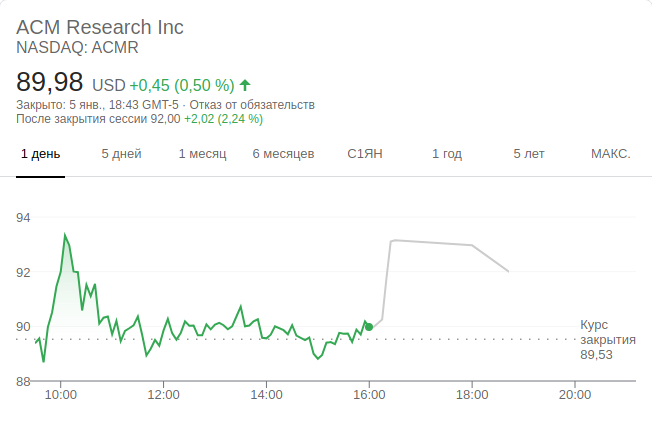 ACM Research Inc
NASDAQ: ACMR
89,98 USD +0,45 (0,50 %)
Закрыто: 5 янв., 18:43 GMT-5 · Отказ от обязательств
После закрытия сессии 92,00 +2,02 (2,24 %)
1 день 5 дней 1 месяц 6 месяцев С1ЯН 1 год 5 лет МАКС.
94
92
90
88
Курс
закрытия
89,53
10:00 12:00 14:00 16:00 18:00 20:00